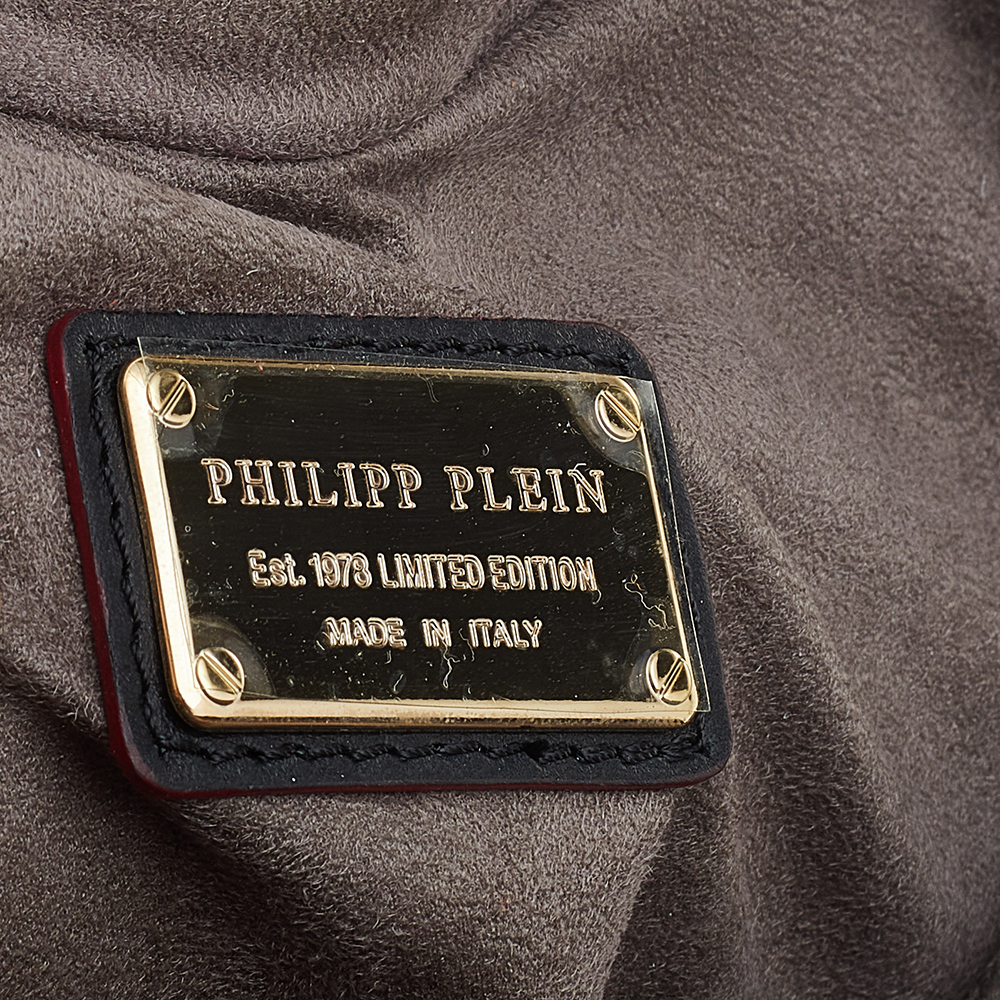 PHILIPP PLEIN
Est. 1978 LIMITED EDITION
MADE IN ITALY